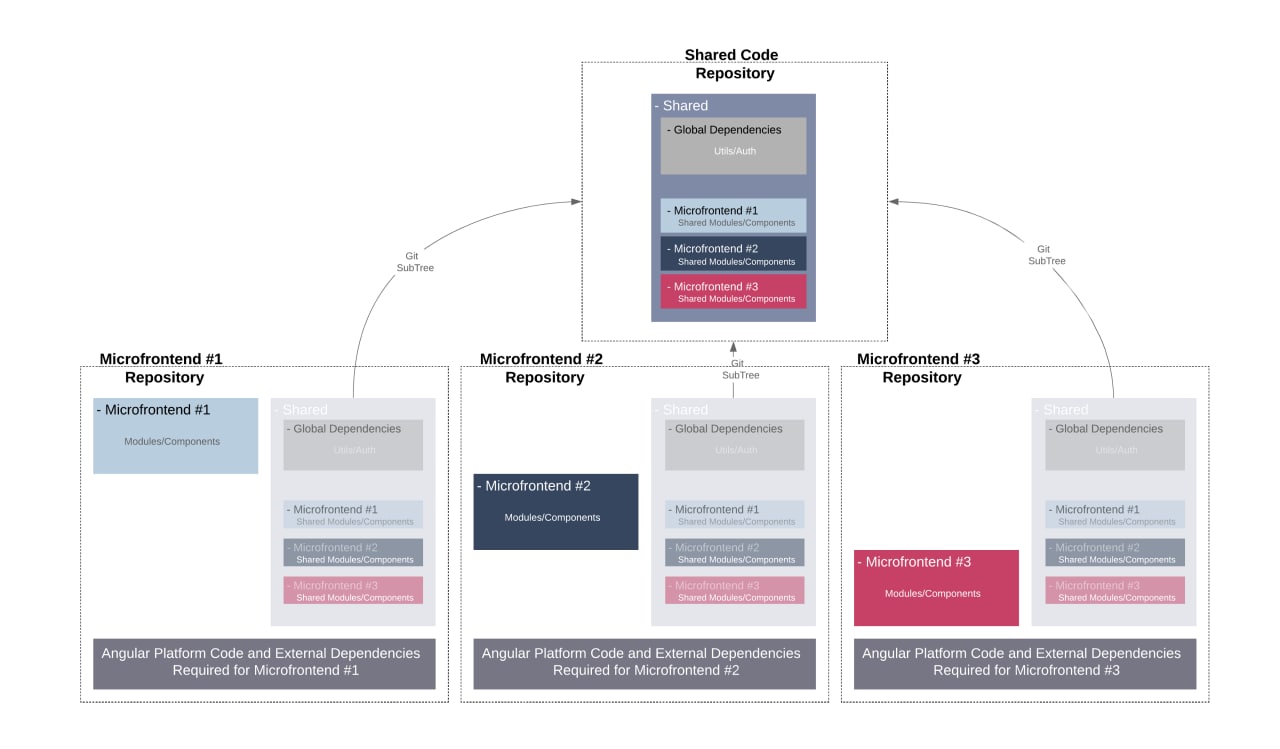 Shared Code
Repository
- Shared
- Global Dependencies
Utils/Auth
- Microfrontend #1
Shared Modules/Components
- Microfrontend #2
Shared Modules/Components
- Microfrontend #3
Shared Modules/Components
Git
SubTree
Git
SubTree
Git
SubTree
Microfrontend #1
Repository
- Microfrontend #1
Modules/Components
- Shared
- Global Dependencies
Utils/Auth
- Microfrontend #1
Shared Modules/Components
- Microfrontend #2
Shared Modules/Components
- Microfrontend #3
Shared Modules/Components
Angular Platform Code and External Dependencies
Required for Microfrontend #1
Microfrontend #2
Repository
- Microfrontend #2
Modules/Components
- Shared
- Global Dependencies
Utils/Auth
- Microfrontend #1
Shared Modules/Components
- Microfrontend #2
Shared Modules/Components
- Microfrontend #3
Shared Modules/Components
Angular Platform Code and External Dependencies
Required for Microfrontend #2
Microfrontend #3
Repository
- Microfrontend #3
Modules/Components
- Shared
- Global Dependencies
Utils/Auth
- Microfrontend #1
Shared Modules/Components
- Microfrontend #2
Shared Modules/Components
- Microfrontend #3
Shared Modules/Components
Angular Platform Code and External Dependencies
Required for Microfrontend #3